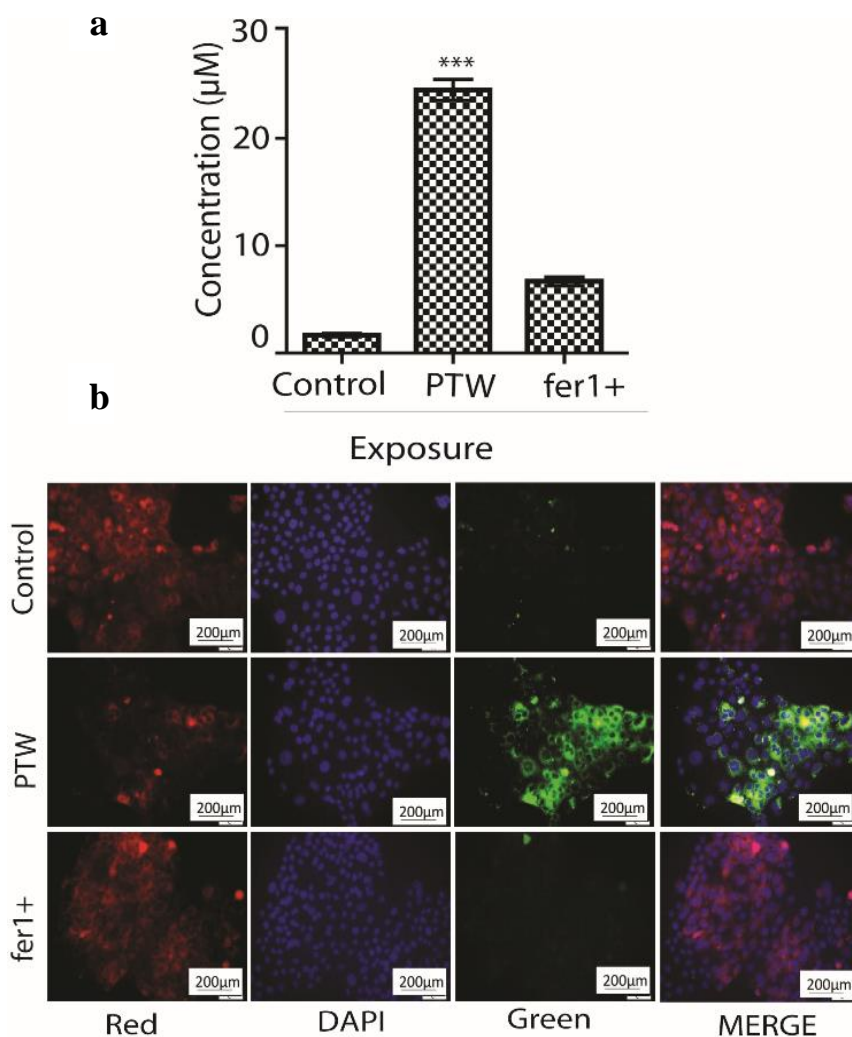 a
30
20
10
0
Concentration (µM)
***
Control PTW fer1+
Exposure
b
Control
200µm 200µm 200µm 200µm
PTW
200µm 200µm 200µm 200µm
fer1+
200µm 200µm 200µm 200µm
Red DAPI Green MERGE